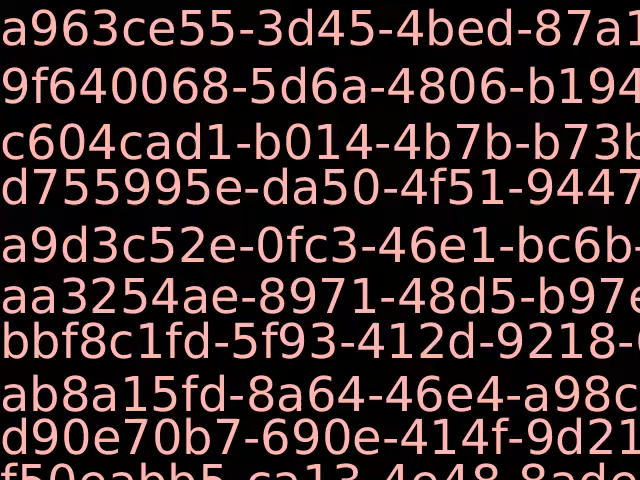 a963ce55-3d45-4bed-87a1
9f640068-5d6a-4806-b194
c604cad1-b014-4b7b-b73b
d755995e-da50-4f51-9447
a9d3c52e-0fc3-46e1-bc6b-
aa3254ae-8971-48d5-b97e
bbf8c1fd-5f93-412d-9218-
ab8a15fd-8a64-46e4-a98c
d90e70b7-690e-414f-9d21